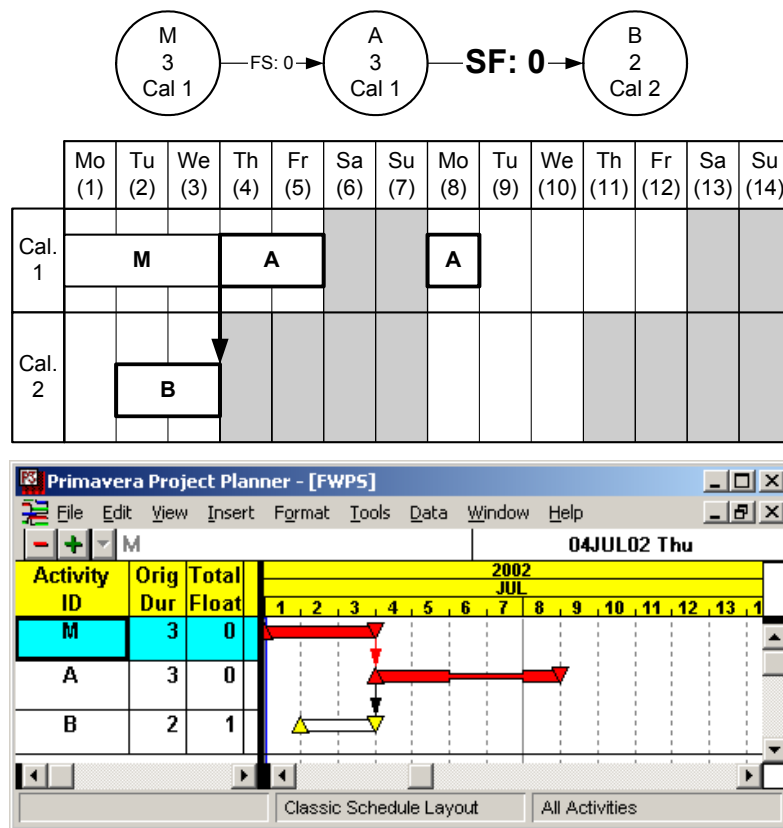 M
3
Cal 1
FS: 0
A
3
Cal 1
SF: 0
B
2
Cal 2
Mo Tu We Th Fr Sa Su Mo Tu We Th Fr Sa Su
(1) (2) (3) (4) (5) (6) (7) (8) (9) (10) (11) (12) (13) (14)
Cal. 1
M A A
Cal. 2
B
Primavera Project Planner - [FWPS]
File Edit View Insert Format Tools Data Window Help
M 04JUL02 Thu
Activity Orig Total 2002
JUL
ID Dur Float 1 2 3 4 5 6 7 8 9 10 11 12 13 1
M 3 0
A 3 0
B 2 1
Classic Schedule Layout All Activities